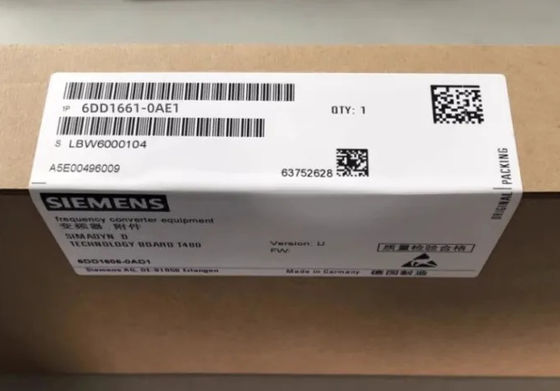 1P 6DD1661-0AE1
QTY: 1
S LBW6000104
A5E00496009
63752628
ORIGINAL PACKING
SIEMENS
frequency converter equipment
变频器,附件
SIMADYN D
TECHNOLOGY BOARD T400
Version: U
FW:
质量检验合格
6DD1606-0AD1
Siemens AG, DE-91056 Erlangen
Made in Germany 德国制造